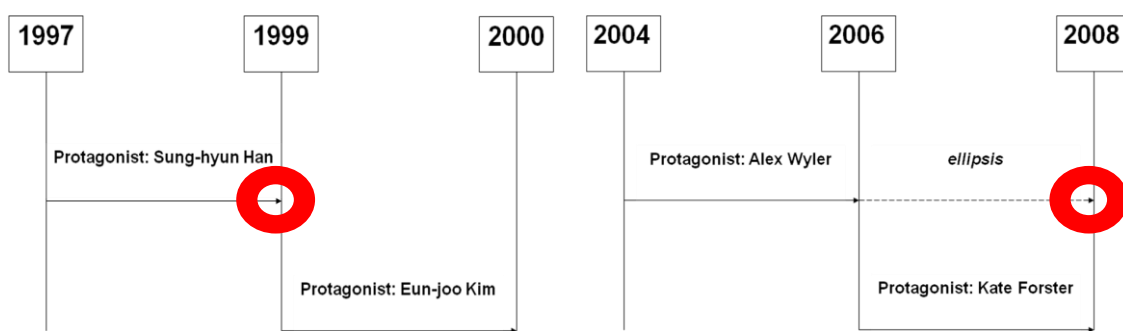 1997
1999
2000
2004
2006
2008
Protagonist: Sung-hyun Han
Protagonist: Alex Wyler
ellipsis
Protagonist: Eun-joo Kim
Protagonist: Kate Forster